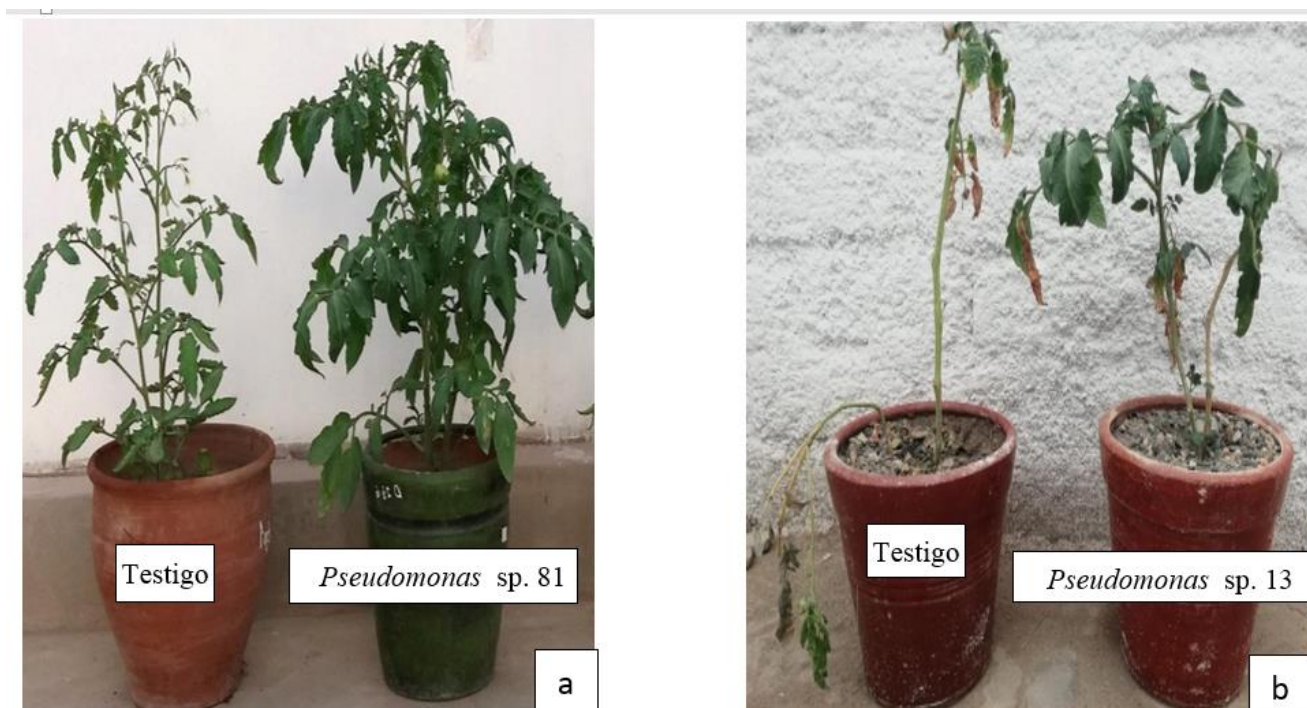 Testigo
Pseudomonas sp. 81
a
Testigo
Pseudomonas sp. 13
b